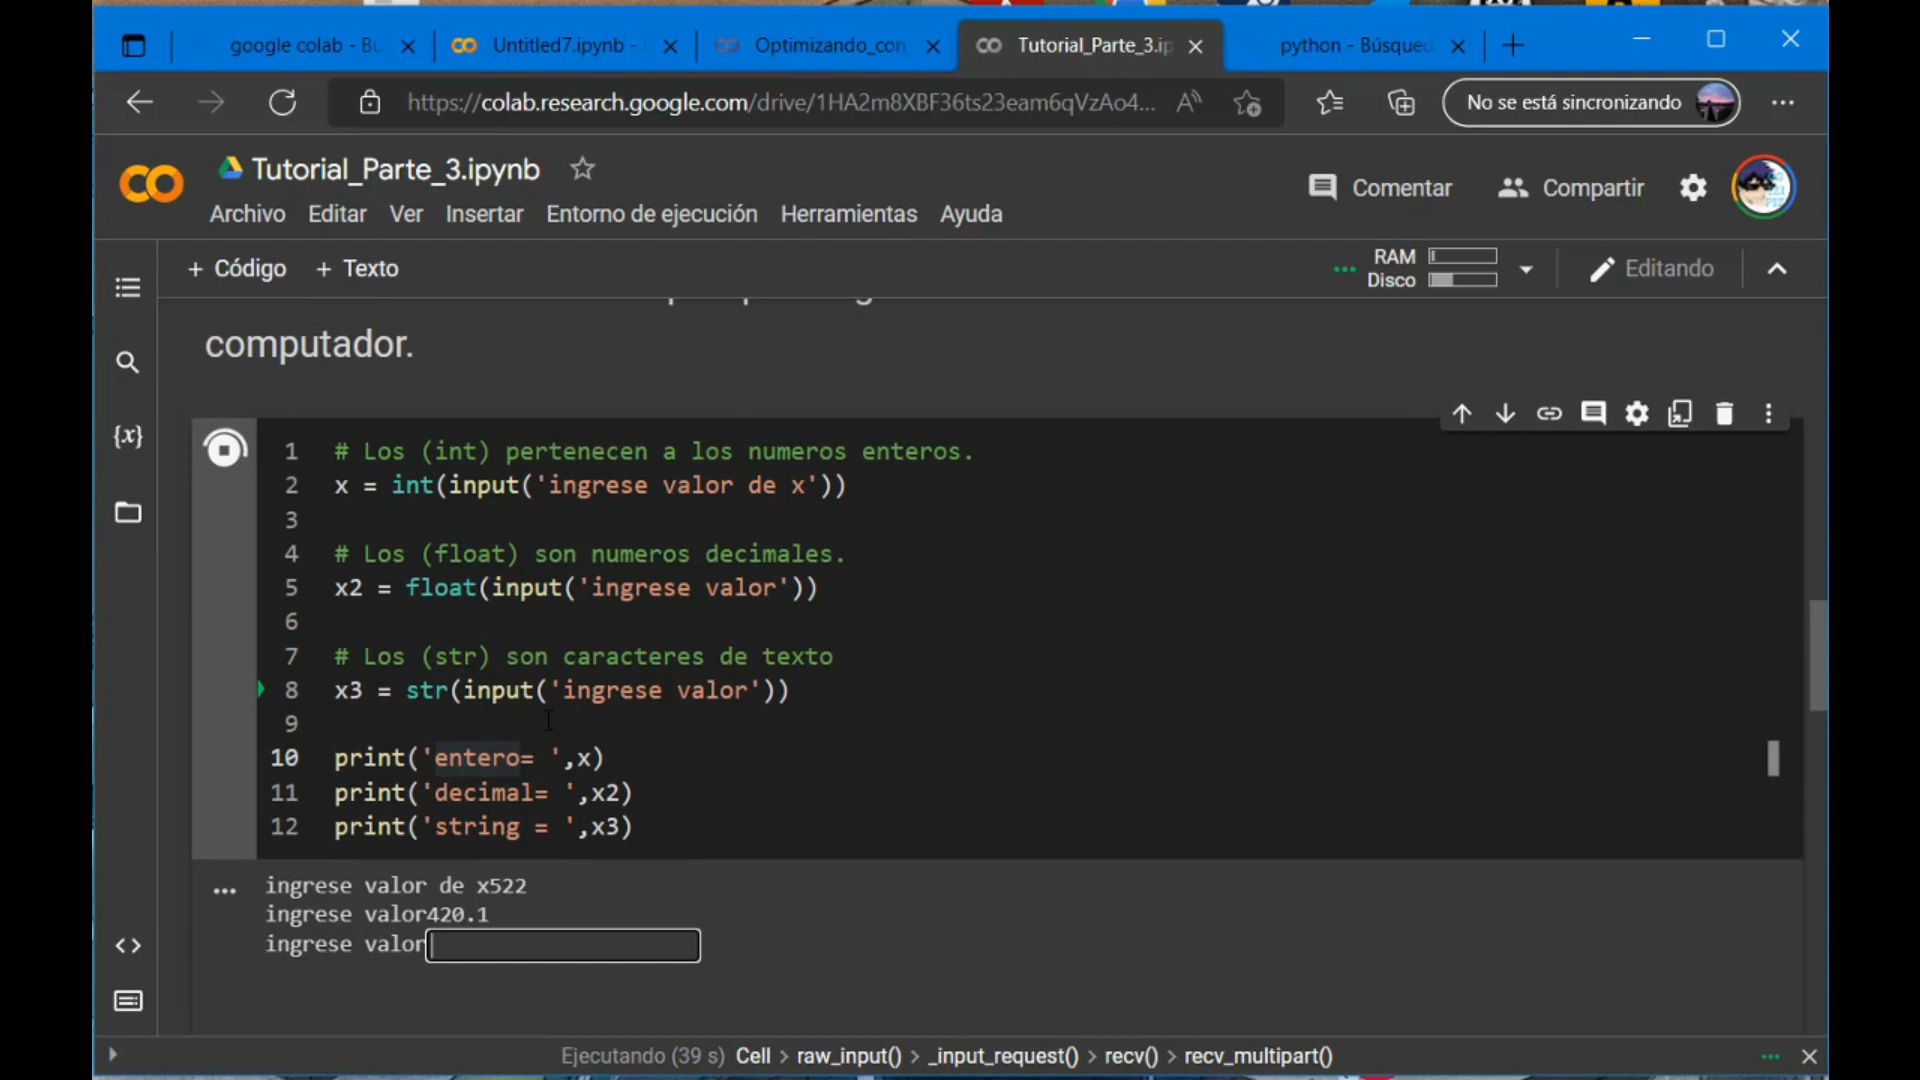 google colab - Bu
Untitled7.ipynb -
Optimizando_con
Tutorial_Parte_3.ip
python - Búsqued
https://colab.research.google.com/drive/1HA2m8XBF36ts23eam6qVzAo4...
No se está sincronizando
Tutorial_Parte_3.ipynb
Comentar
Compartir
Archivo Editar Ver Insertar Entorno de ejecución Herramientas Ayuda
+ Código + Texto
RAM
Disco
Editando
computador.
1 # Los (int) pertenecen a los numeros enteros.
2 x = int(input('ingrese valor de x'))
3
4 # Los (float) son numeros decimales.
5 x2 = float(input('ingrese valor'))
6
7 # Los (str) son caracteres de texto
8 x3 = str(input('ingrese valor'))
9
10 print('entero= ',x)
11 print('decimal= ',x2)
12 print('string = ',x3)
ingrese valor de x522
ingrese valor420.1
ingrese valor
Ejecutando (39 s) Cell > raw_input() > _input_request() > recv() > recv_multipart()